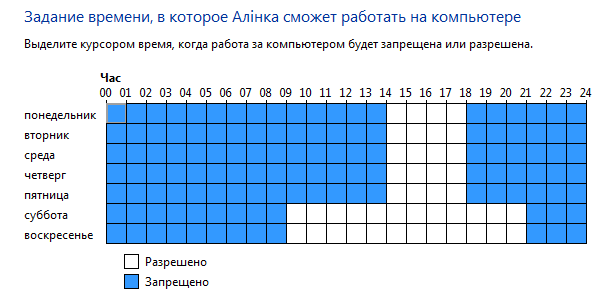 Задание времени, в которое Алінка сможет работать на компьютере
Выделите курсором время, когда работа за компьютером будет запрещена или разрешена.
Час
00 01 02 03 04 05 06 07 08 09 10 11 12 13 14 15 16 17 18 19 20 21 22 23 24
понедельник
вторник
среда
четверг
пятница
суббота
воскресенье
Разрешено
Запрещено